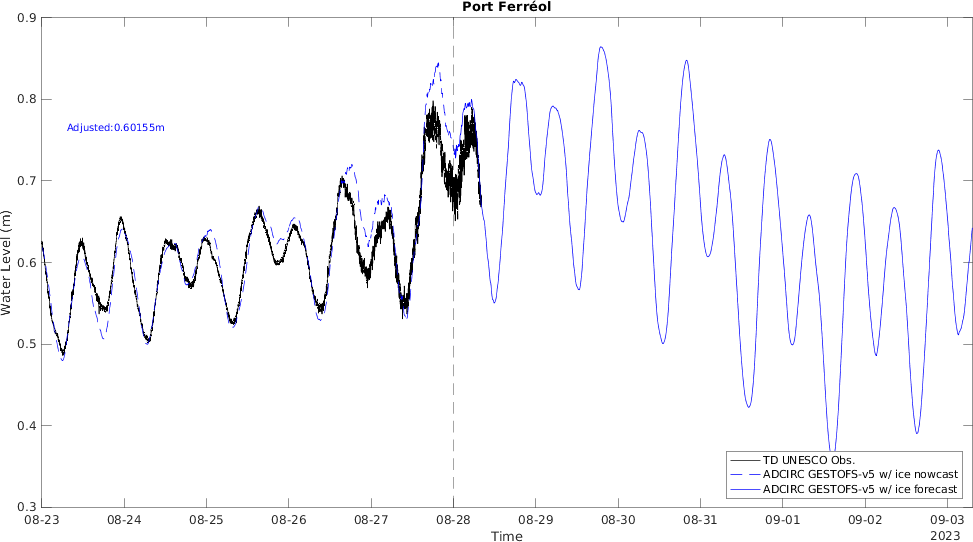 Port Ferréol
0.9
0.8
0.7
0.6
0.5
0.4
0.3
Water Level (m)
Adjusted:0.60155m
TD UNESCO Obs.
ADCIRC GESTOFS-v5 w/ ice nowcast
ADCIRC GESTOFS-v5 w/ ice forecast
08-23 08-24 08-25 08-26 08-27 08-28 08-29 08-30 08-31 09-01 09-02 09-03
2023
Time